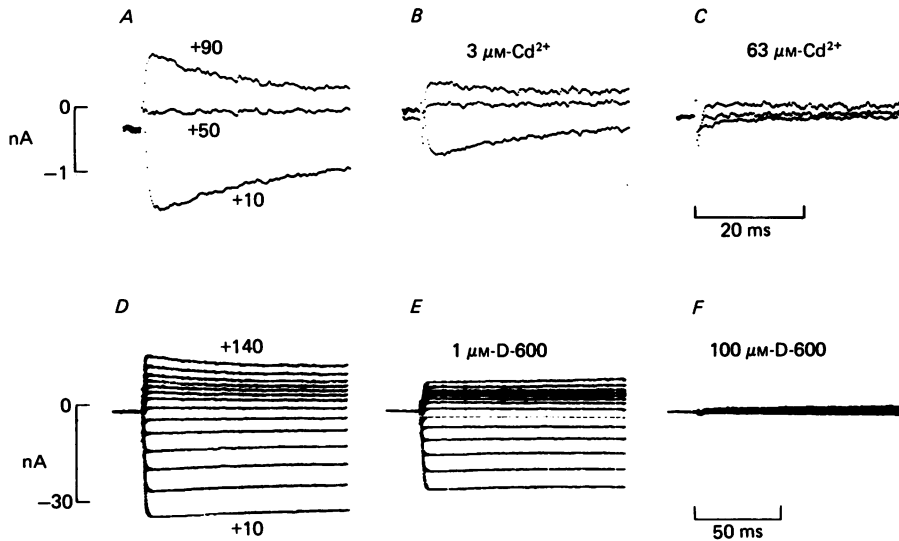 A
B
C
+90
3 μM-Cd²⁺
63 μM-Cd²⁺
0
nA
+50
−1
+10
20 ms
D
E
F
+140
1 μM-D-600
100 μM-D-600
0
nA
−30
+10
50 ms